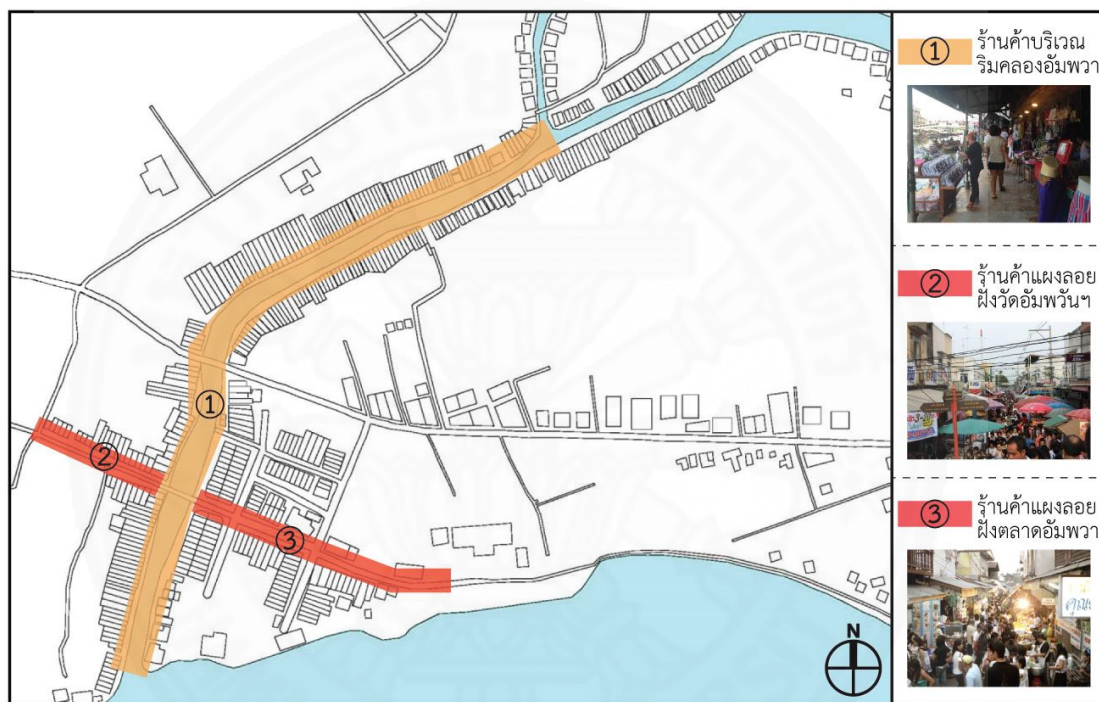 ①
②
③
N
① ร้านค้าบริเวณ
ริมคลองอัมพวา
② ร้านค้าแผงลอย
ฝั่งวัดอัมพวันฯ
③ ร้านค้าแผงลอย
ฝั่งตลาดอัมพวา